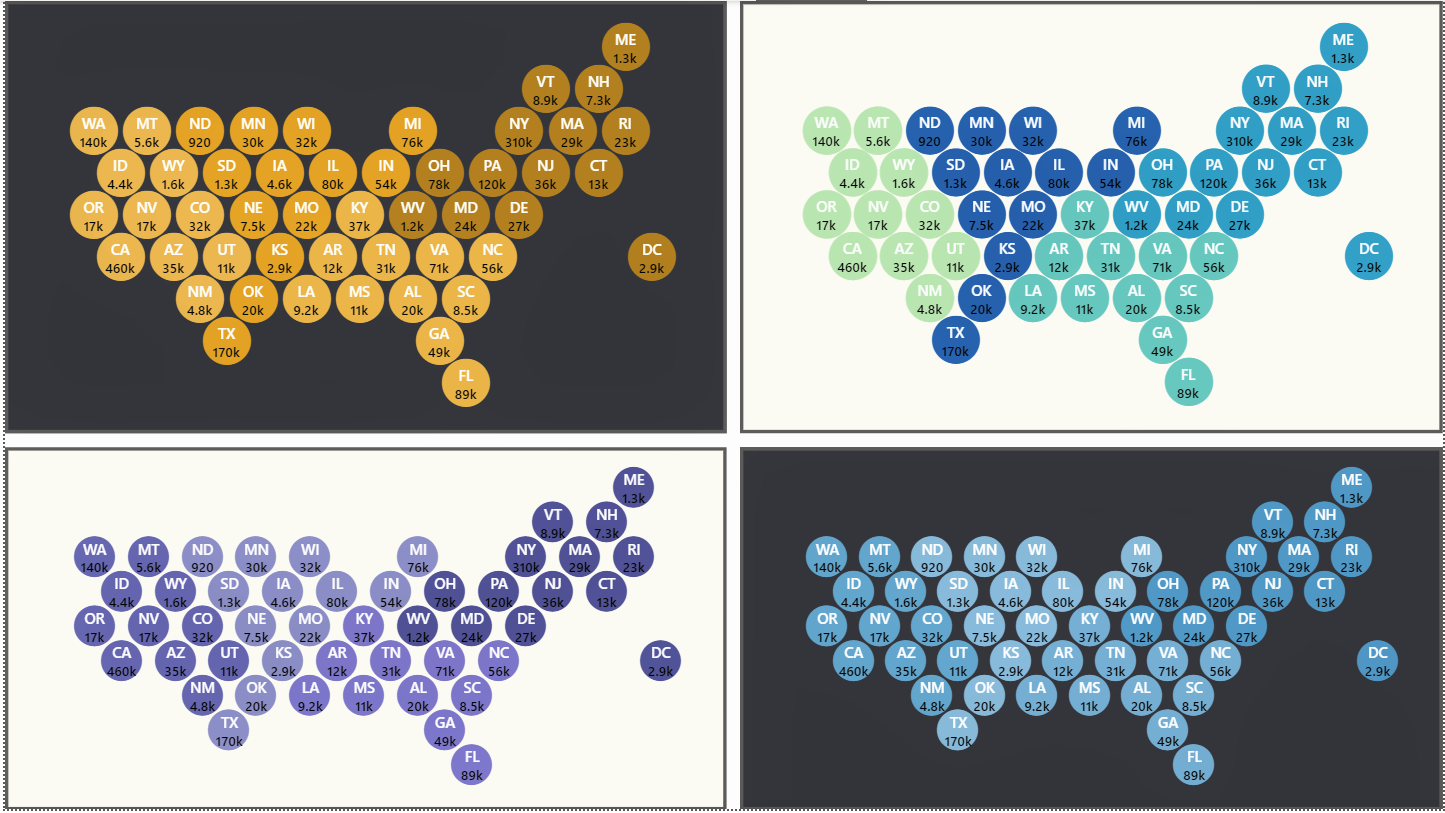 ME
1.3k
VT NH
8.9k 7.3k
WA MT ND MN WI MI NY MA RI
140k 5.6k 920 30k 32k 76k 310k 29k 23k
ID WY SD IA IL IN OH PA NJ CT
4.4k 1.6k 1.3k 4.6k 80k 54k 78k 120k 36k 13k
OR NV CO NE MO KY WV MD DE
17k 17k 32k 7.5k 22k 37k 1.2k 24k 27k
CA AZ UT KS AR TN VA NC DC
460k 35k 11k 2.9k 12k 31k 71k 56k 2.9k
NM OK LA MS AL SC
4.8k 20k 9.2k 11k 20k 8.5k
TX GA
170k 49k
FL
89k
ME
1.3k
VT NH
8.9k 7.3k
WA MT ND MN WI MI NY MA RI
140k 5.6k 920 30k 32k 76k 310k 29k 23k
ID WY SD IA IL IN OH PA NJ CT
4.4k 1.6k 1.3k 4.6k 80k 54k 78k 120k 36k 13k
OR NV CO NE MO KY WV MD DE
17k 17k 32k 7.5k 22k 37k 1.2k 24k 27k
CA AZ UT KS AR TN VA NC DC
460k 35k 11k 2.9k 12k 31k 71k 56k 2.9k
NM OK LA MS AL SC
4.8k 20k 9.2k 11k 20k 8.5k
TX GA
170k 49k
FL
89k
ME
1.3k
VT NH
8.9k 7.3k
WA MT ND MN WI MI NY MA RI
140k 5.6k 920 30k 32k 76k 310k 29k 23k
ID WY SD IA IL IN OH PA NJ CT
4.4k 1.6k 1.3k 4.6k 80k 54k 78k 120k 36k 13k
OR NV CO NE MO KY WV MD DE
17k 17k 32k 7.5k 22k 37k 1.2k 24k 27k
CA AZ UT KS AR TN VA NC DC
460k 35k 11k 2.9k 12k 31k 71k 56k 2.9k
NM OK LA MS AL SC
4.8k 20k 9.2k 11k 20k 8.5k
TX GA
170k 49k
FL
89k
ME
1.3k
VT NH
8.9k 7.3k
WA MT ND MN WI MI NY MA RI
140k 5.6k 920 30k 32k 76k 310k 29k 23k
ID WY SD IA IL IN OH PA NJ CT
4.4k 1.6k 1.3k 4.6k 80k 54k 78k 120k 36k 13k
OR NV CO NE MO KY WV MD DE
17k 17k 32k 7.5k 22k 37k 1.2k 24k 27k
CA AZ UT KS AR TN VA NC DC
460k 35k 11k 2.9k 12k 31k 71k 56k 2.9k
NM OK LA MS AL SC
4.8k 20k 9.2k 11k 20k 8.5k
TX GA
170k 49k
FL
89k